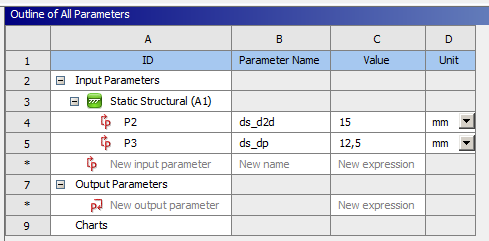 Outline of All Parameters
A B C D
1 ID Parameter Name Value Unit
2 Input Parameters
3 Static Structural (A1)
4 P2 ds_d2d 15 mm
5 P3 ds_dp 12,5 mm
* New input parameter New name New expression
7 Output Parameters
* New output parameter New expression
9 Charts